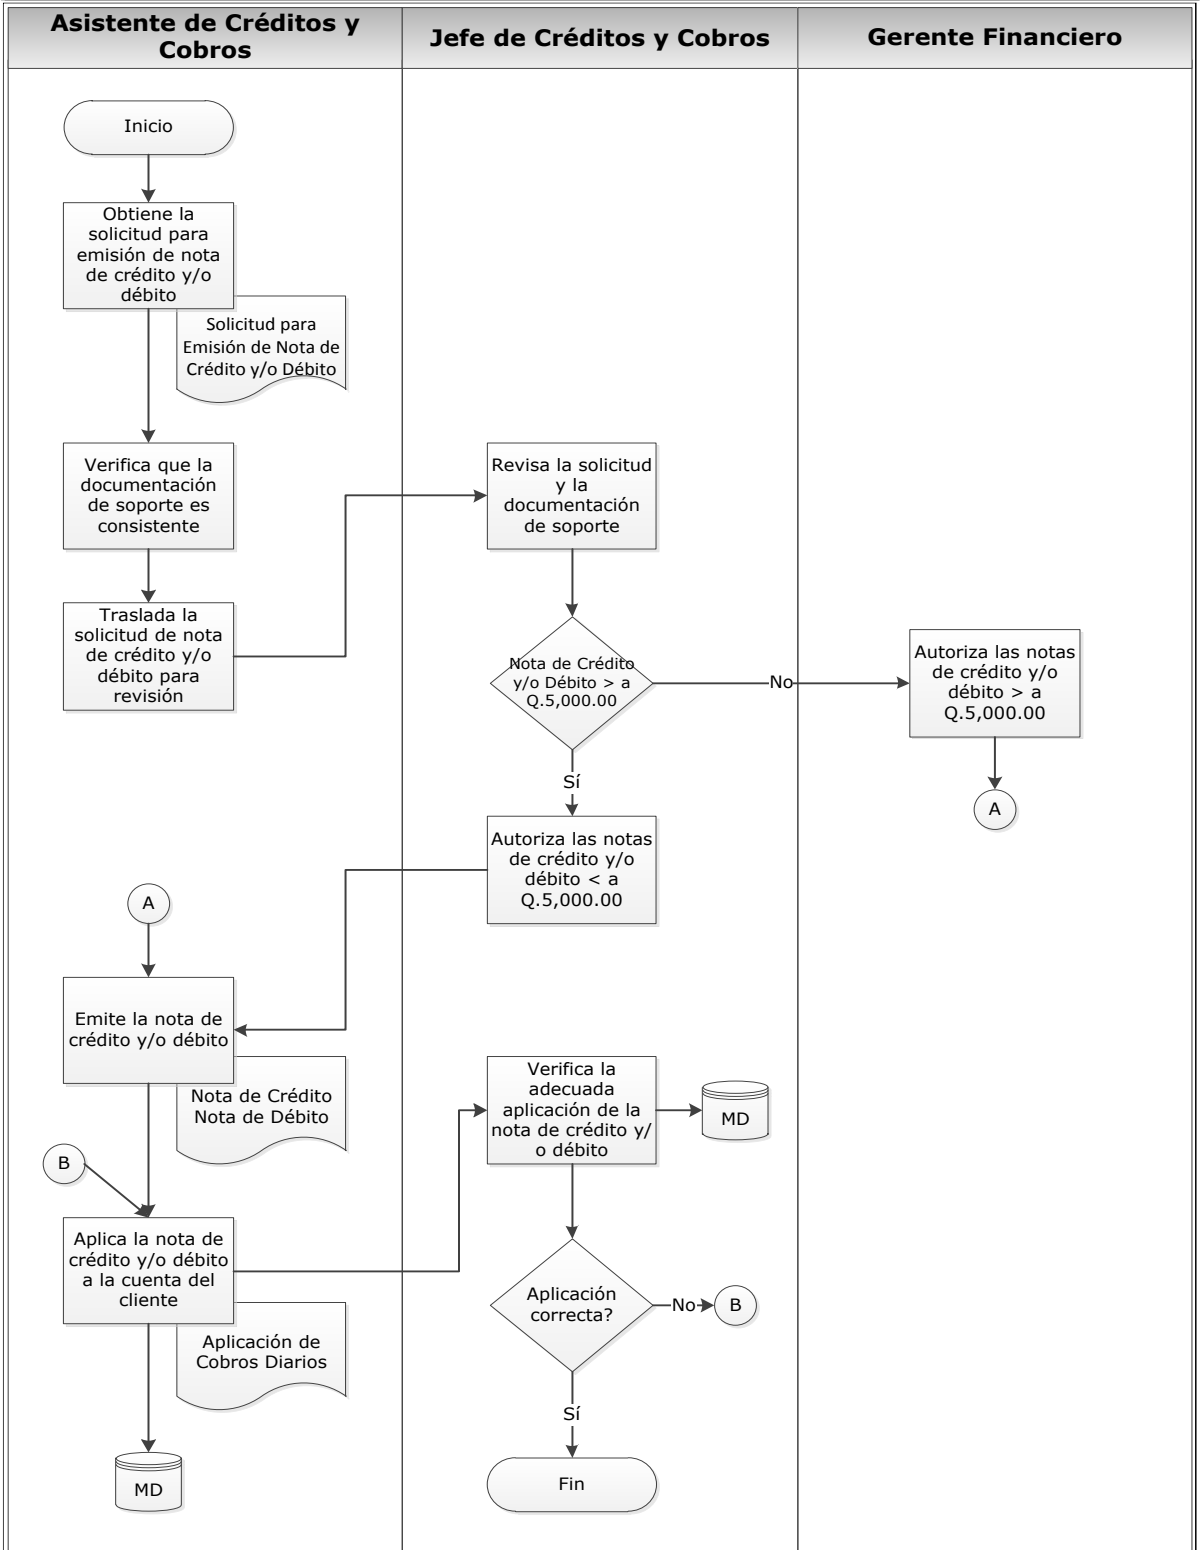 Asistente de Créditos y
Cobros
Jefe de Créditos y Cobros
Gerente Financiero
Inicio
Obtiene la
solicitud para
emisión de nota
de crédito y/o
débito
Solicitud para
Emisión de Nota de
Crédito y/o Débito
Verifica que la
documentación
de soporte es
consistente
Revisa la solicitud
y la
documentación
de soporte
Traslada la
solicitud de nota
de crédito y/o
débito para
revisión
Nota de Crédito
y/o Débito > a
Q.5,000.00
No
Autoriza las notas
de crédito y/o
débito > a
Q.5,000.00
Sí
A
Autoriza las notas
de crédito y/o
débito < a
Q.5,000.00
A
Emite la nota de
crédito y/o débito
Nota de Crédito
Nota de Débito
Verifica la
adecuada
aplicación de la
nota de crédito y/
o débito
MD
B
Aplica la nota de
crédito y/o débito
a la cuenta del
cliente
Aplicación de
Cobros Diarios
Aplicación
correcta?
No
B
Sí
MD
Fin